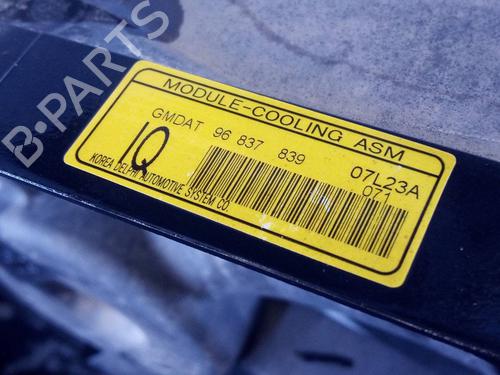 B-PARTS
MODULE-COOLING ASM
GMDAT 96 837 839
07L23A
IQ
071
KOREA DELPHI AUTOMOTIVE SYSTEM CO.